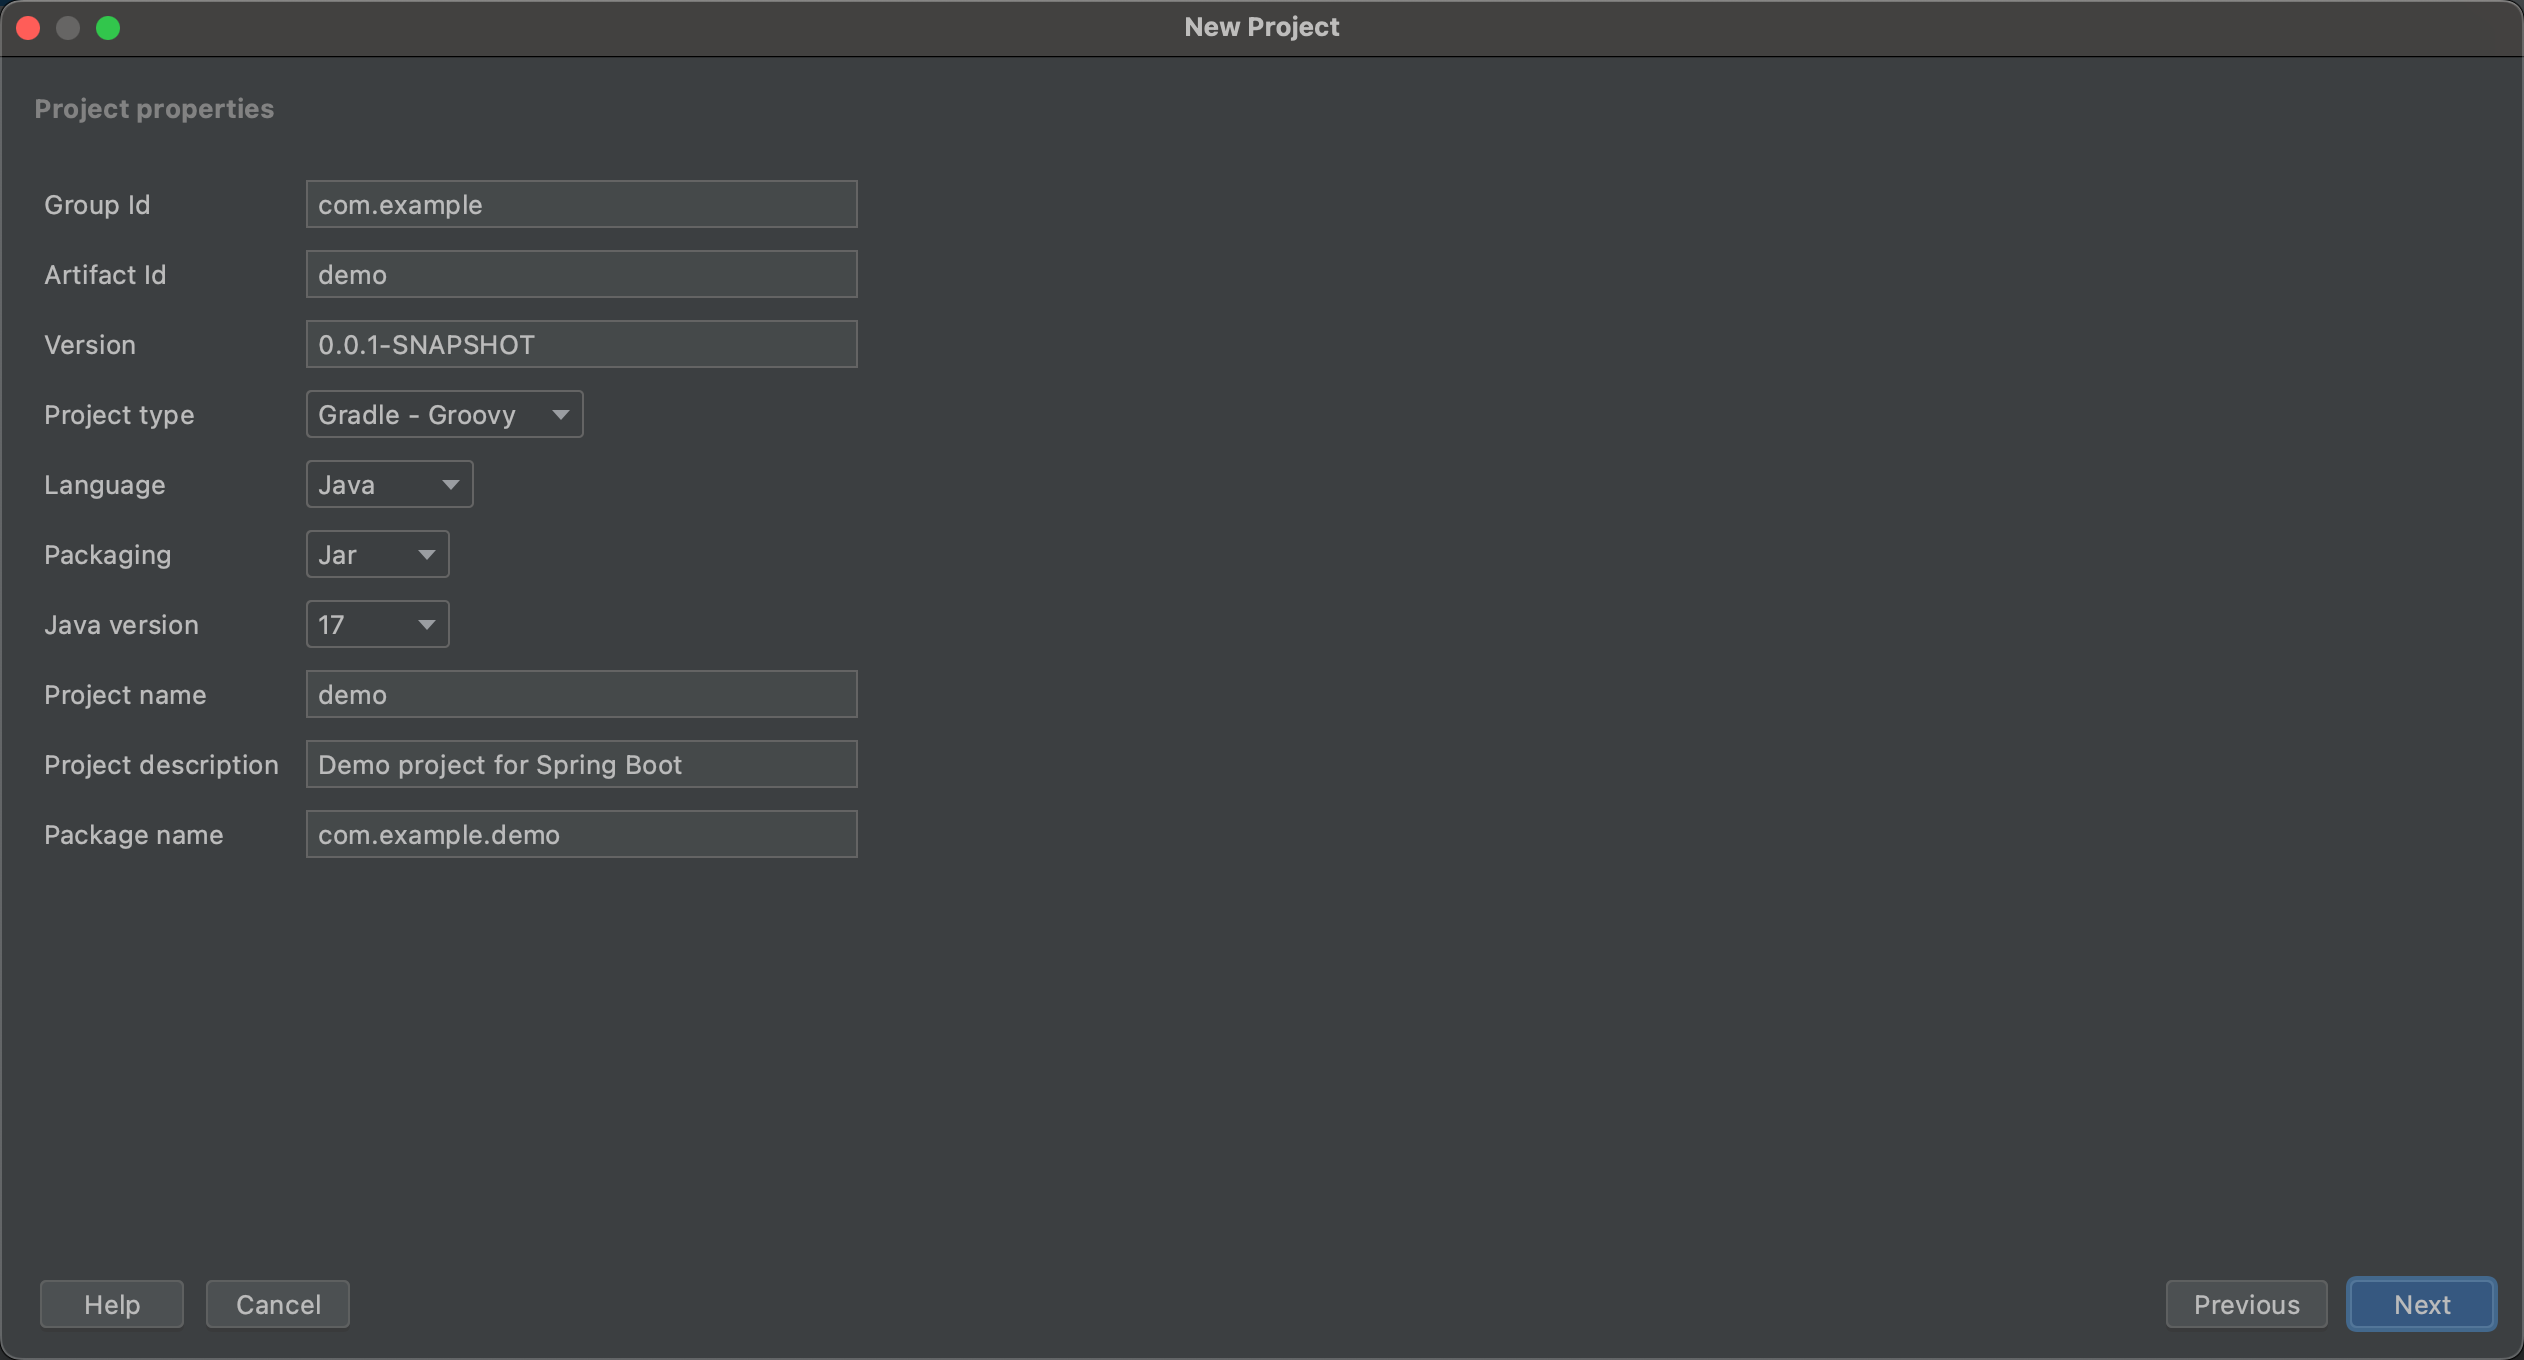 New Project
Project properties
Group Id com.example
Artifact Id demo
Version 0.0.1-SNAPSHOT
Project type Gradle - Groovy
Language Java
Packaging Jar
Java version 17
Project name demo
Project description Demo project for Spring Boot
Package name com.example.demo
Help Cancel Previous Next